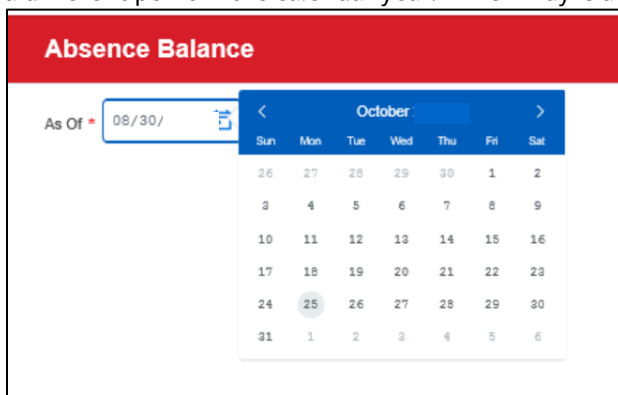 Absence Balance
As Of * 08/30/
< October >
Sun Mon Tue Wed Thu Fri Sat
26 27 28 29 30 1 2
3 4 5 6 7 8 9
10 11 12 13 14 15 16
17 18 19 20 21 22 23
24 25 26 27 28 29 30
31 1 2 3 4 5 6